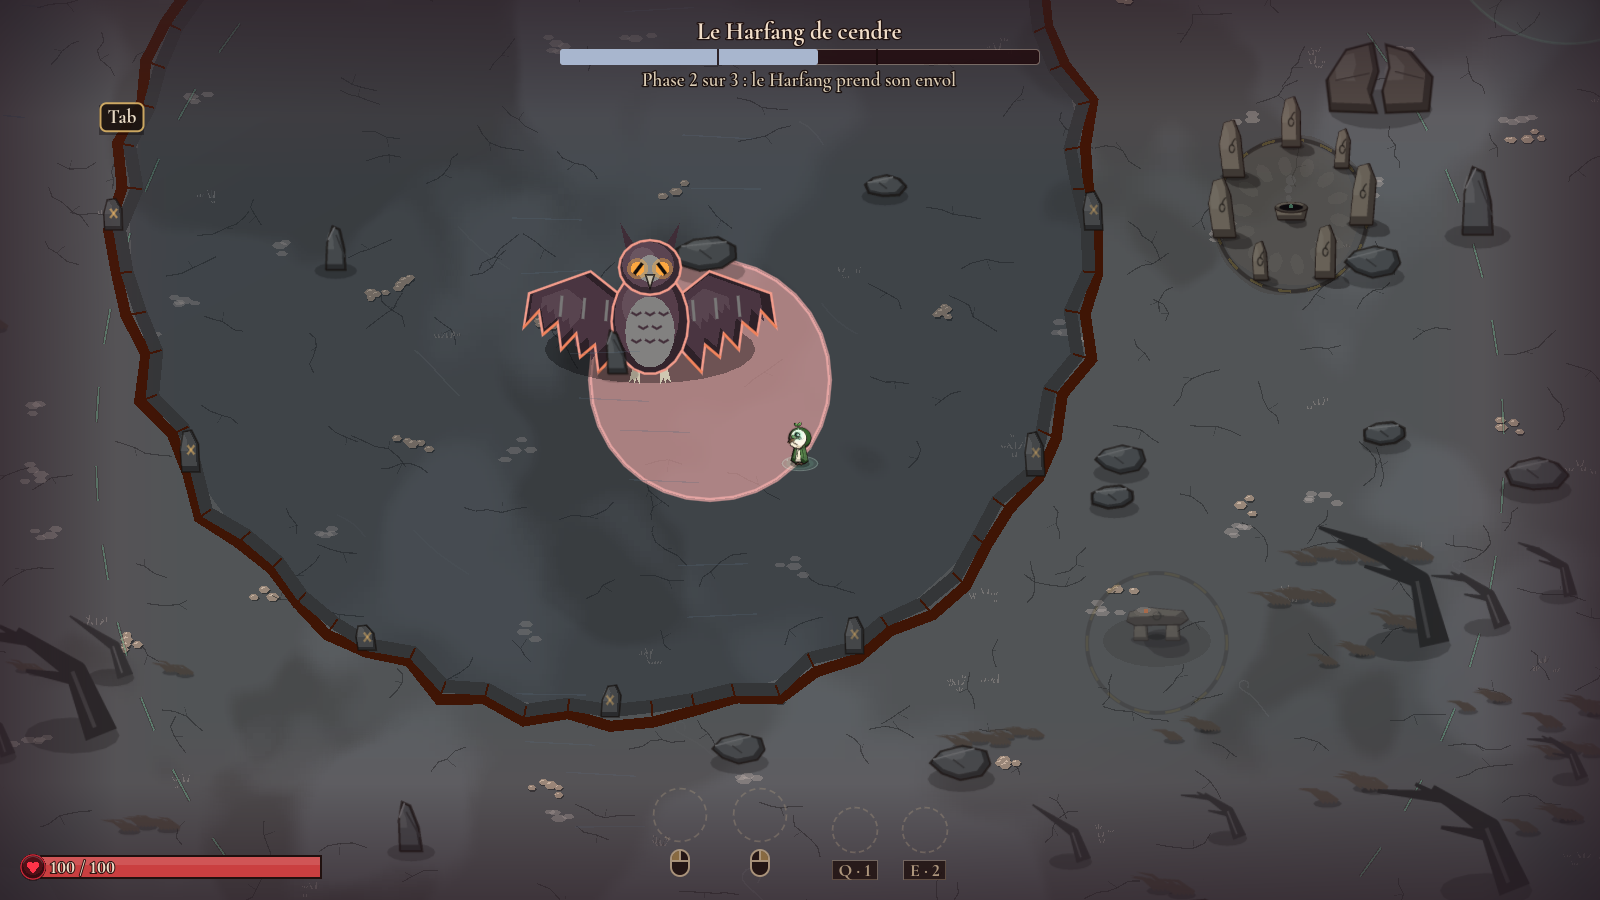 Le Harfang de cendre
Phase 2 sur 3 : le Harfang prend son envol
Tab
100 / 100
Q · 1
E · 2